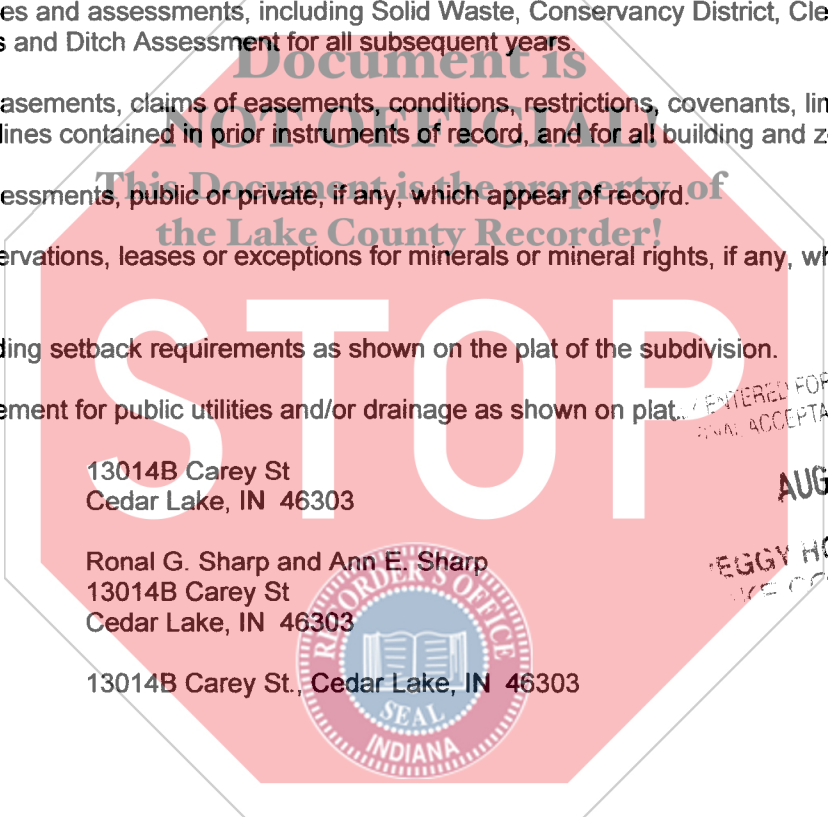 es and assessments, including Solid Waste, Conservancy District, Cle
s and Ditch Assessment for all subsequent years.
Document is
asements, claims of easements, conditions, restrictions, covenants, lin
NOT OFFICIAL!
lines contained in prior instruments of record, and for all building and z
This Document is the property of
essments, public or private, if any, which appear of record.
the Lake County Recorder!
ervations, leases or exceptions for minerals or mineral rights, if any, wh
STOP
ding setback requirements as shown on the plat of the subdivision.
ement for public utilities and/or drainage as shown on plat.
ENTERED FOR
ACCEPTA
13014B Carey St
Cedar Lake, IN 46303
AUG
Ronal G. Sharp and Ann E. Sharp
EGGY HO
13014B Carey St
Cedar Lake, IN 46303
13014B Carey St., Cedar Lake, IN 46303
RECORDER'S OFFICE
SEAL
INDIANA